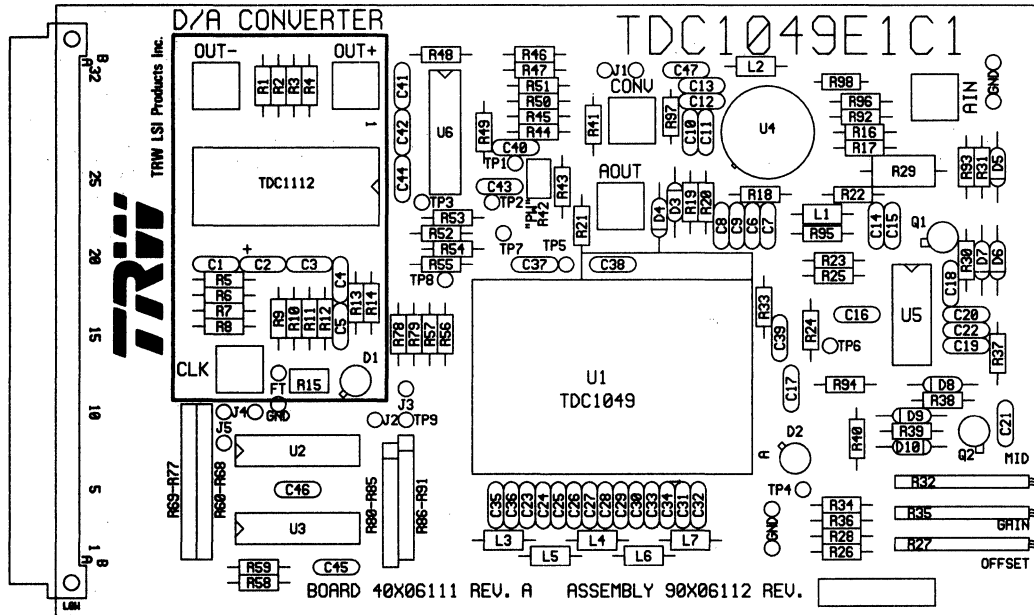 D/A CONVERTER
TDC1049E1C1
TRW LSI Products Inc.
TRW
B
A
32
25
20
15
10
5
1
B
A
OUT-
OUT+
R1
R2
R3
R4
1
TDC1112
+
C1
C2
C3
C4
C5
R5
R6
R7
R8
R9
R10
R11
R12
R13
R14
CLK
FT
R15
D1
GND
J4
J5
J2
J3
TP9
R69-R77
R60-R68
U2
C46
U3
R80-R85
R86-R91
R59
R58
C45
C41
C42
C44
R48
U6
R49
TP3
TP1
TP2
R53
R52
R54
R55
TP8
TP7
R78
R79
R57
R56
R46
R47
R51
R50
R45
R44
C40
C43
"PW"
R42
R43
R21
TP5
C37
C38
J1
CONV
R41
R97
C47
C13
C12
C10
C11
AOUT
D4
D3
R19
R20
L2
U4
R18
C8
C9
C6
C7
R98
R96
R92
R16
R17
R29
R22
L1
R95
C14
C15
R23
R25
AIN
GND
R93
R31
D5
Q1
R30
D7
D6
C18
U5
C20
C22
C19
R37
R33
C39
R24
C16
TP6
C17
R94
U1
TDC1049
D8
R38
D9
R39
D10
R40
Q2
C21
D2
A
TP4
GND
MID
R32
R35
GAIN
R27
OFFSET
R34
R36
R28
R26
C35
C36
C23
C24
C25
C26
C27
C28
C29
C30
C33
C34
C31
C32
L3
L5
L4
L6
L7
BOARD 40X06111 REV. A
ASSEMBLY 90X06112 REV.